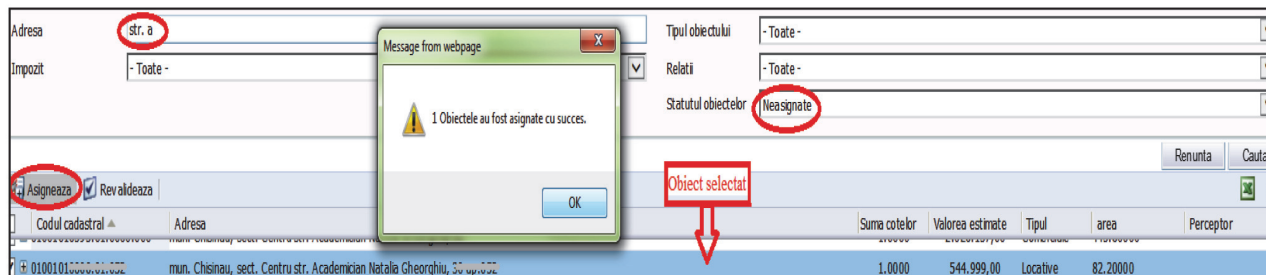 Adresa str. a Tipul obiectului - Toate -
Message from webpage
Impozit - Toate - Relatii - Toate -
Statutul obiectelor Neasignate
1 Obiectele au fost asignate cu succes.
Renunta Cauta
Asigneaza Revalideaza Obiect selectat
OK
Codul cadastral Adresa Suma cotelor Valorea estimate Tipul area Perceptor
mun. Chisinau, sect. Centru str. Academician Natalia Gheorghiu, 1.0000 544.999,00 Locative 82.20000